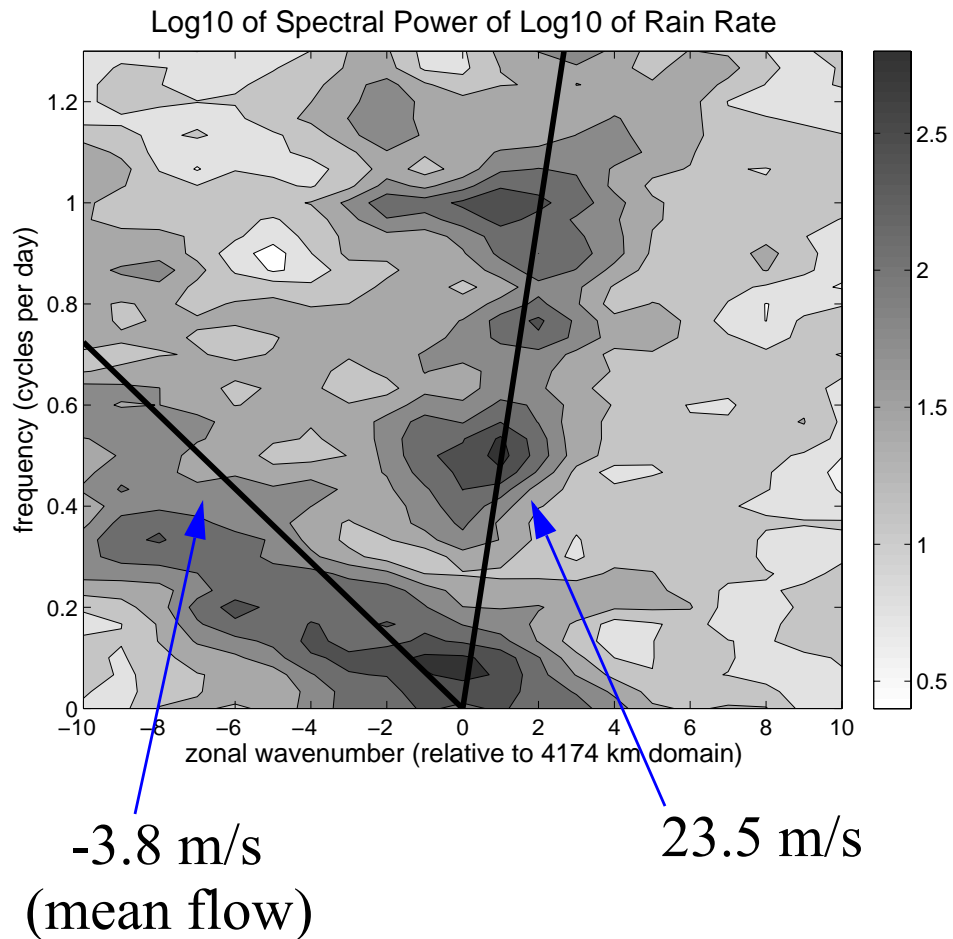 Log10 of Spectral Power of Log10 of Rain Rate
frequency (cycles per day)
1.2
1
0.8
0.6
0.4
0.2
0
−10 −8 −6 −4 −2 0 2 4 6 8 10
zonal wavenumber (relative to 4174 km domain)
2.5
2
1.5
1
0.5
-3.8 m/s
(mean flow)
23.5 m/s